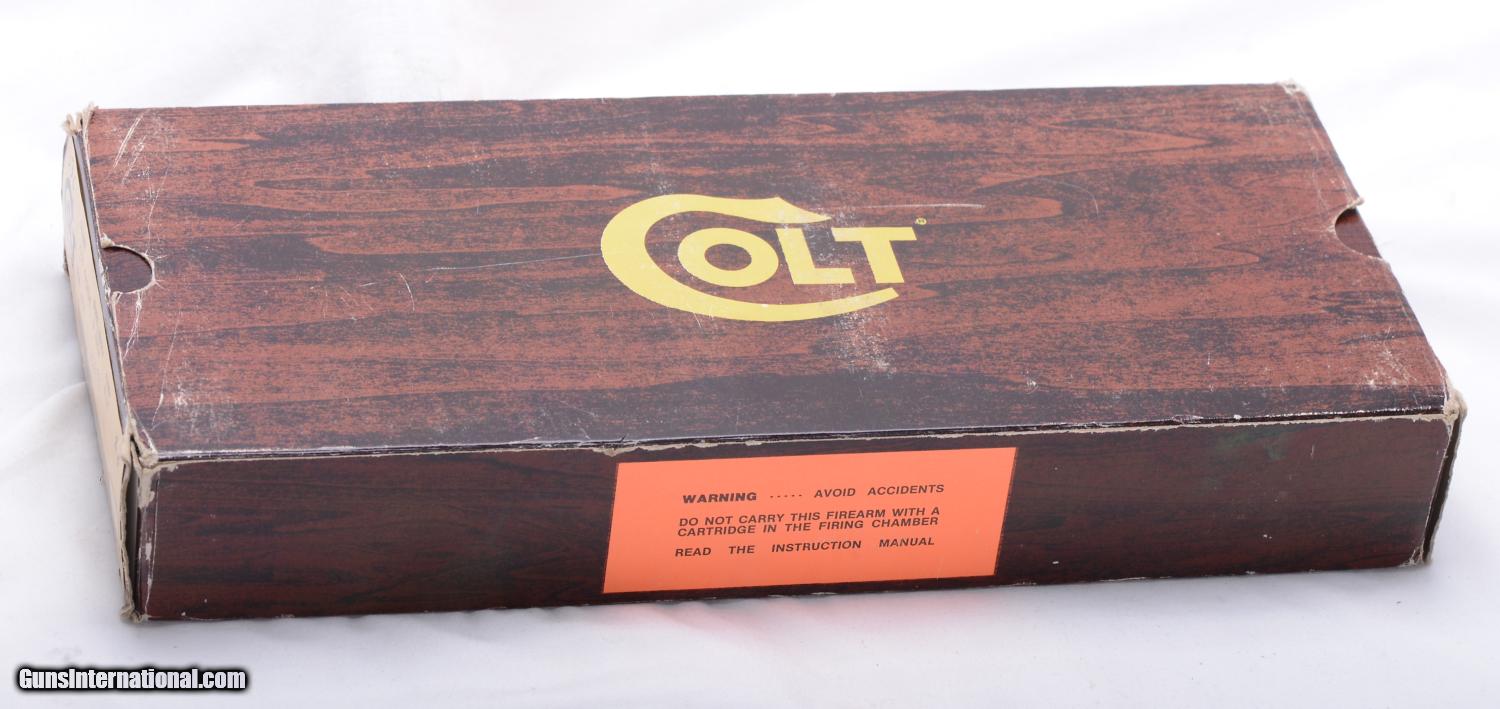 COLT®
WARNING ..... AVOID ACCIDENTS
DO NOT CARRY THIS FIREARM WITH A
CARTRIDGE IN THE FIRING CHAMBER
READ THE INSTRUCTION MANUAL
GunsInternational.com